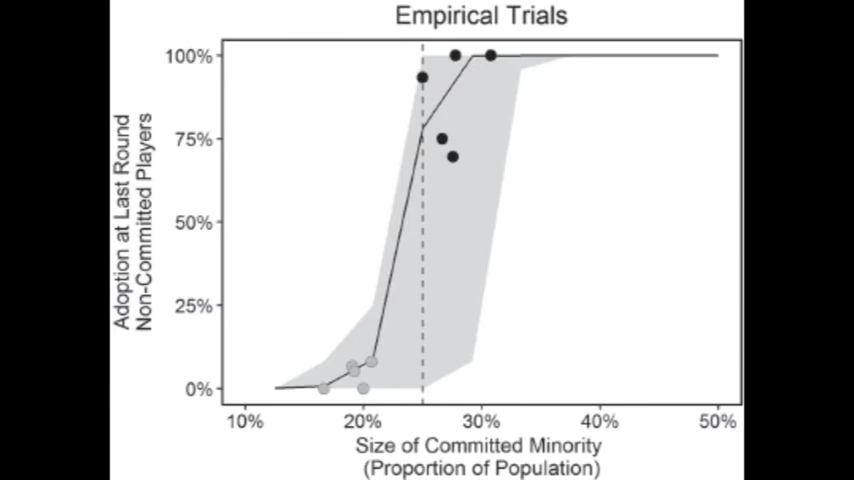 Empirical Trials
100%
75%
50%
25%
0%
Adoption at Last Round
Non-Committed Players
10%
20%
30%
40%
50%
Size of Committed Minority
(Proportion of Population)